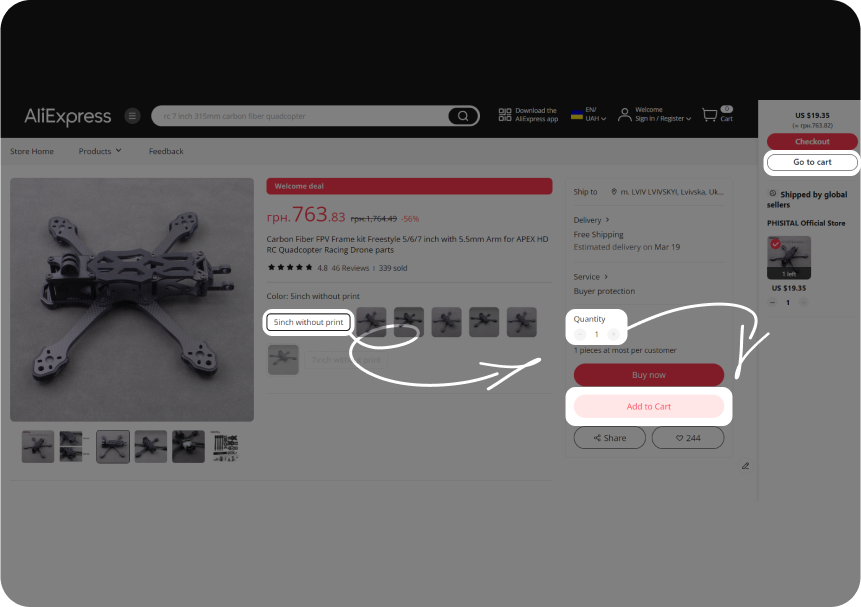 AliExpress
rc 7 inch 315mm carbon fiber quadcopter
Download the
AliExpress app
EN/
UAH
Welcome
Sign in / Register
0
Cart
US $19.35
(≈ грн.763.82)
Checkout
Go to cart
Shipped by global
sellers
PHISITAL Official Store
1 left
US $19.35
− 1 +
Store Home
Products
Feedback
Welcome deal
грн.763.83 грн.1,764.49 -56%
Carbon Fiber FPV Frame kit Freestyle 5/6/7 inch with 5.5mm Arm for APEX HD
RC Quadcopter Racing Drone parts
4.8 46 Reviews | 339 sold
Color: 5inch without print
5inch without print
7inch without print
Ship to
m. LVIV LVIVSKYI, Lvivska, Uk...
Delivery
Free Shipping
Estimated delivery on Mar 19
Service
Buyer protection
Quantity
− 1 +
1 pieces at most per customer
Buy now
Add to Cart
Share
244